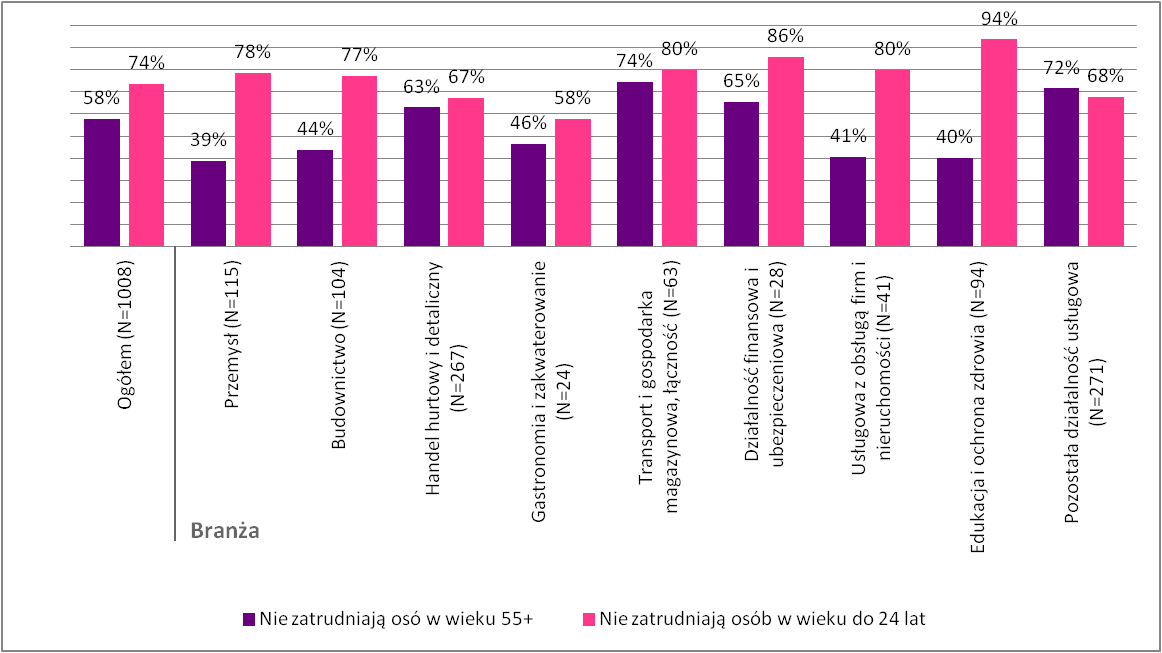 58%
74%
39%
78%
44%
77%
63%
67%
46%
58%
74%
80%
65%
86%
41%
80%
40%
94%
72%
68%
Ogółem (N=1008)
Przemysł (N=115)
Budownictwo (N=104)
Handel hurtowy i detaliczny
(N=267)
Gastronomia i zakwaterowanie
(N=24)
Transport i gospodarka
magazynowa, łączność (N=63)
Działalność finansowa i
ubezpieczeniowa (N=28)
Usługowa z obsługą firm i
nieruchomości (N=41)
Edukacja i ochrona zdrowia (N=94)
Pozostała działalność usługowa
(N=271)
Branża
Nie zatrudniają osó w wieku 55+
Nie zatrudniają osób w wieku do 24 lat